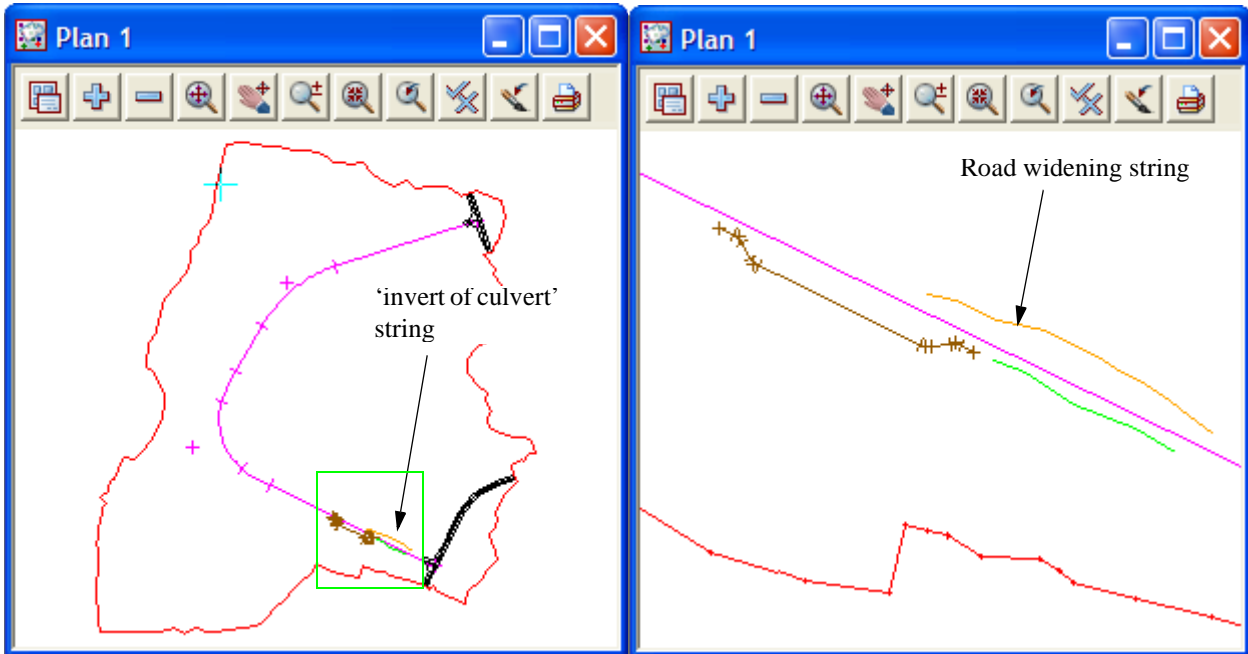 Plan 1
‘invert of culvert’
string
Plan 1
Road widening string